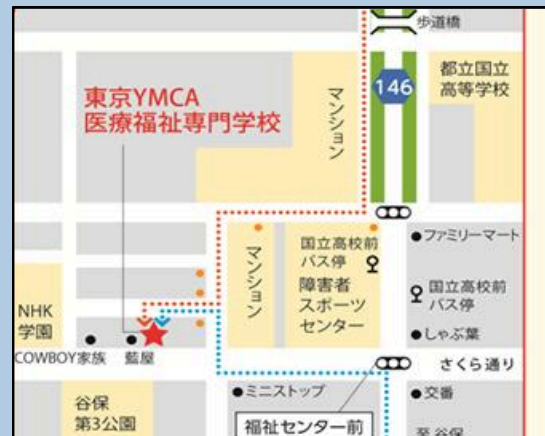 歩道橋
146
都立国立
高等学校
東京YMCA
医療福祉専門学校
マンション
ファミリーマート
国立高校前
バス停
障害者
スポーツ
センター
マンション
国立高校前
バス停
NHK
学園
しゃぶ葉
COWBOY家族
藍屋
さくら通り
ミニストップ
交番
谷保
第3公園
福祉センター前
至谷保